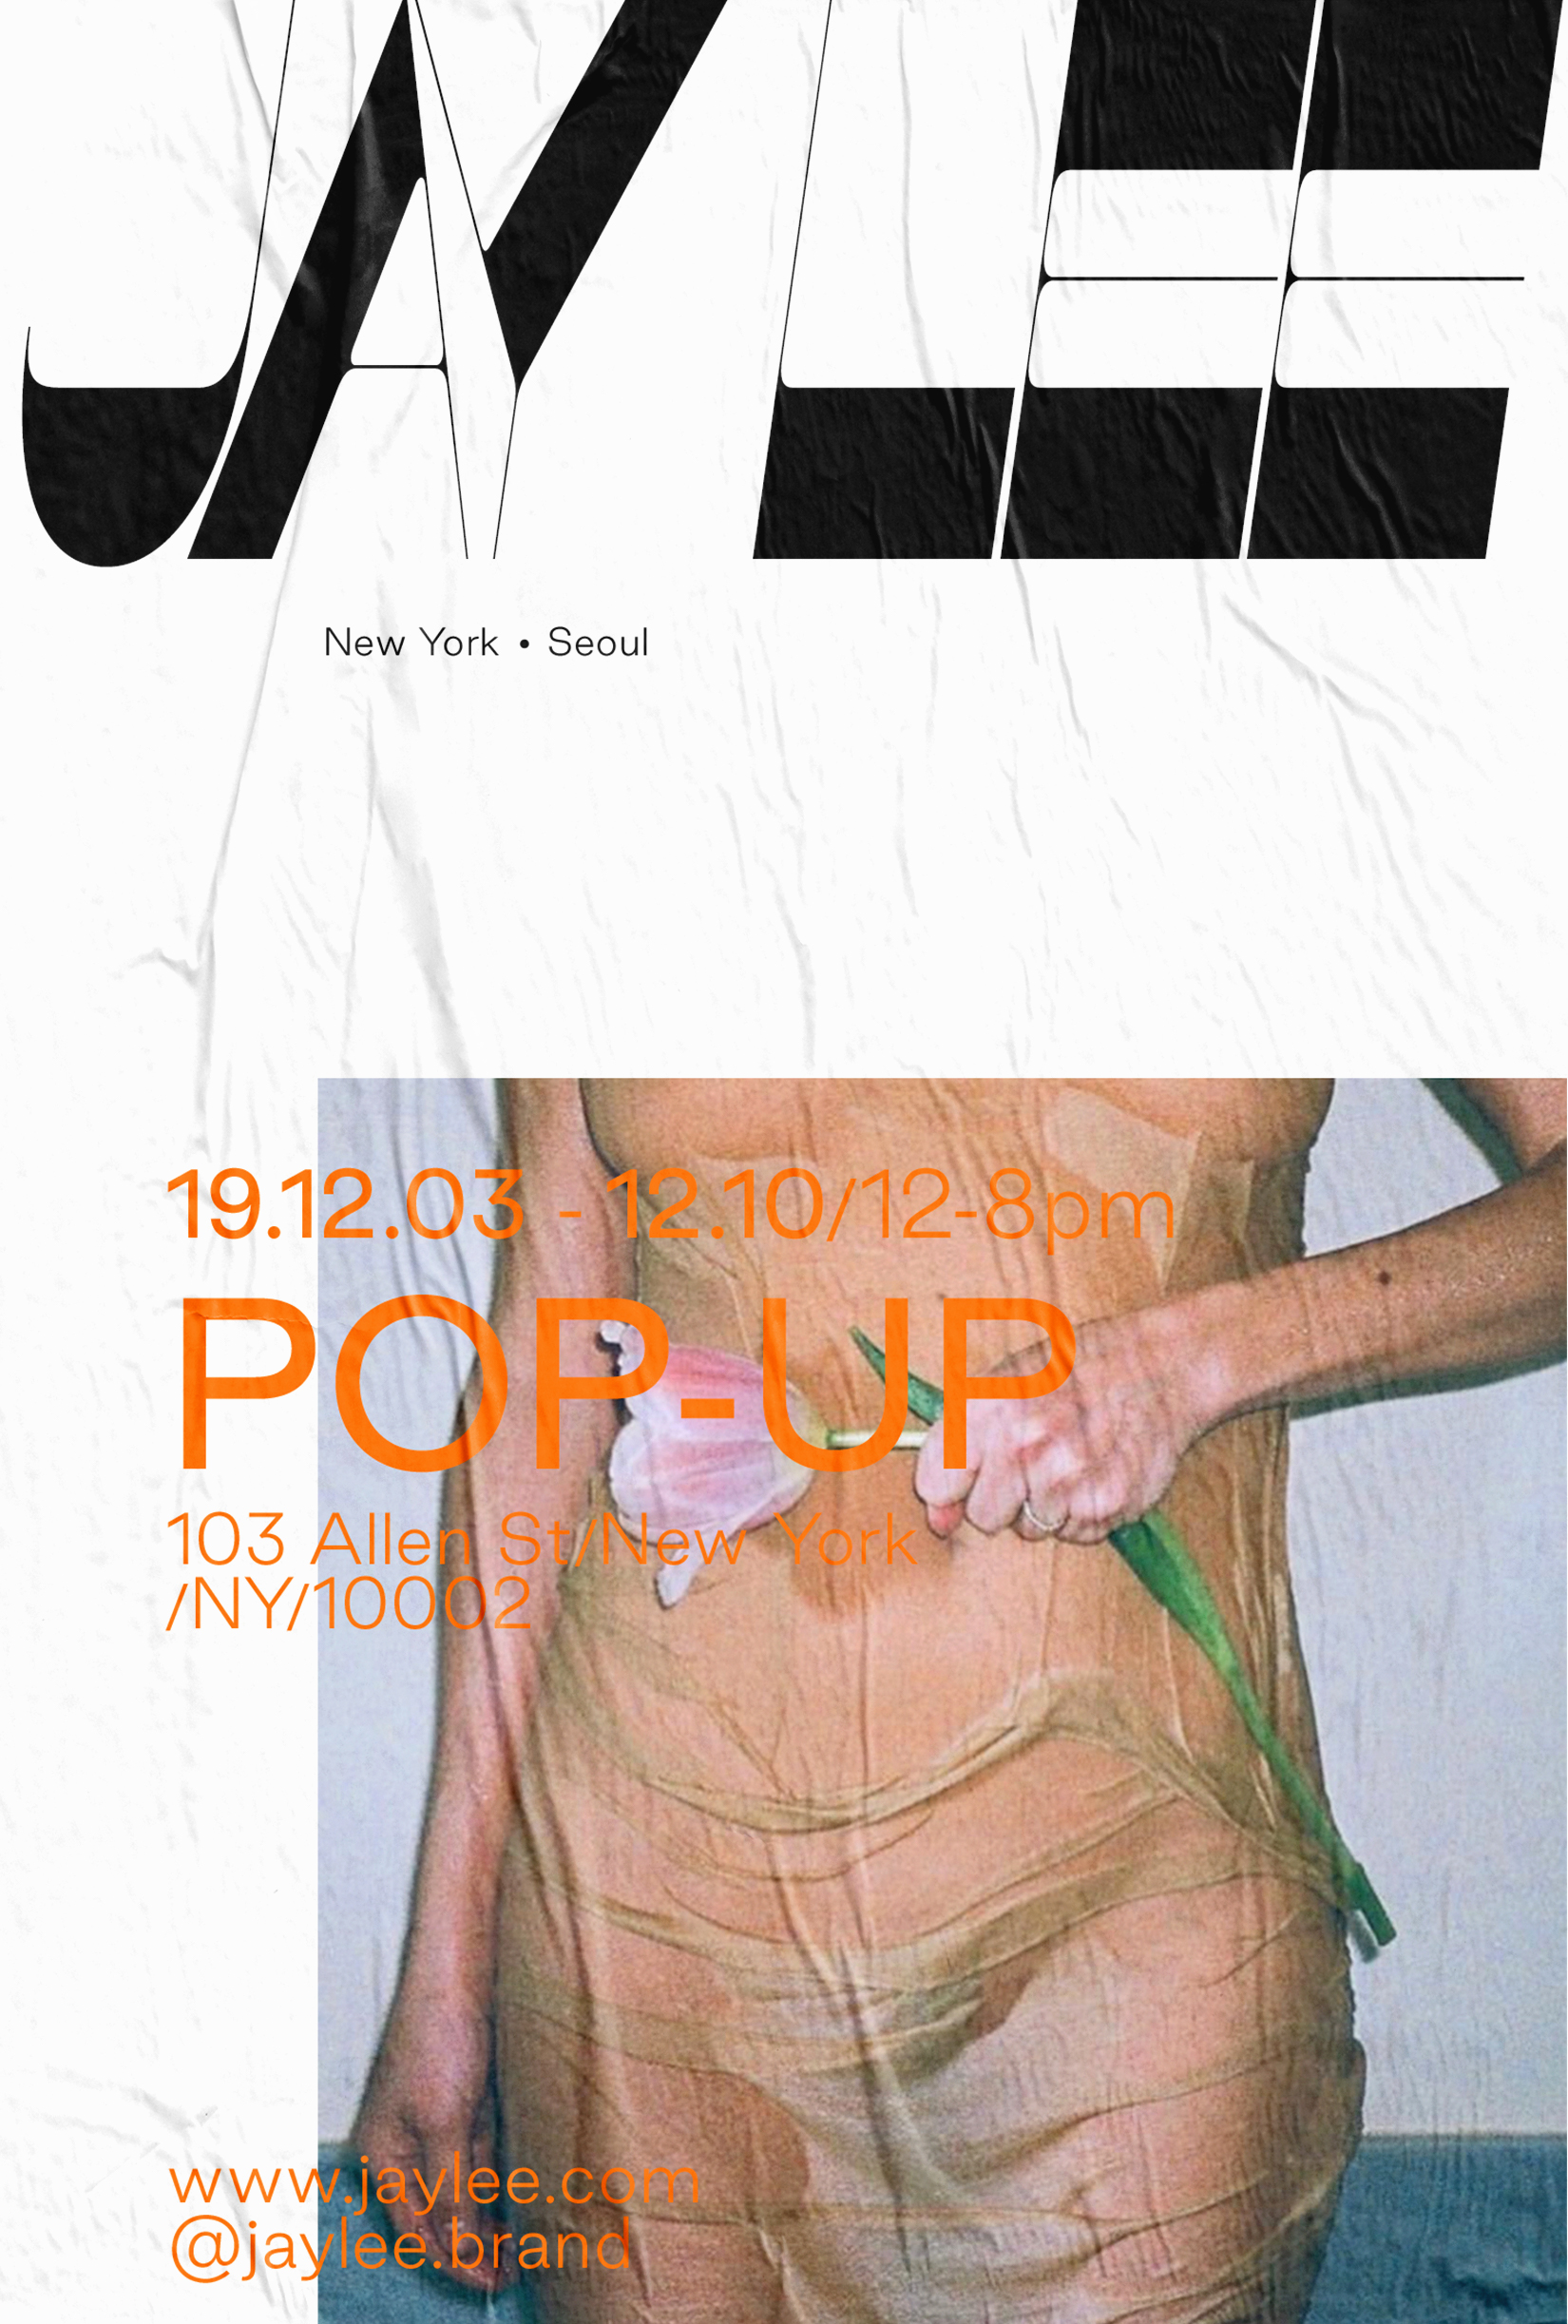 JAY LEE
New York • Seoul
19.12.03 - 12.10/12-8pm
POP-UP
103 Allen St/New York
/NY/10002
www.jaylee.com
@jaylee.brand